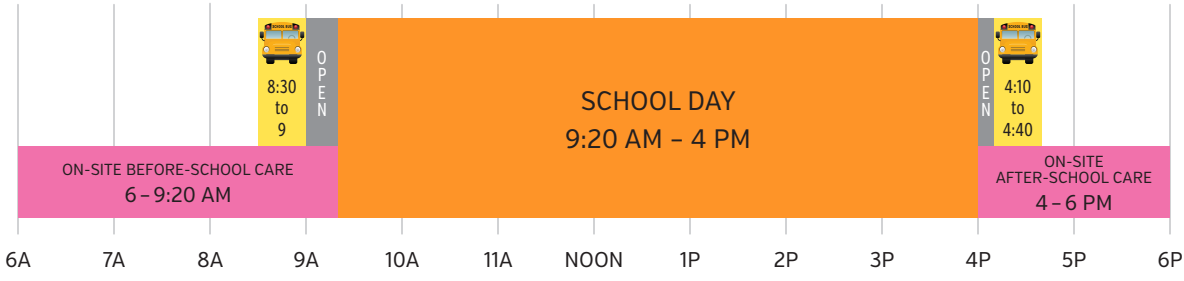 SCHOOL BUS
8:30
to
9
OPEN
SCHOOL DAY
9:20 AM – 4 PM
OPEN
SCHOOL BUS
4:10
to
4:40
ON-SITE BEFORE-SCHOOL CARE
6 – 9:20 AM
ON-SITE
AFTER-SCHOOL CARE
4 – 6 PM
6A 7A 8A 9A 10A 11A NOON 1P 2P 3P 4P 5P 6P